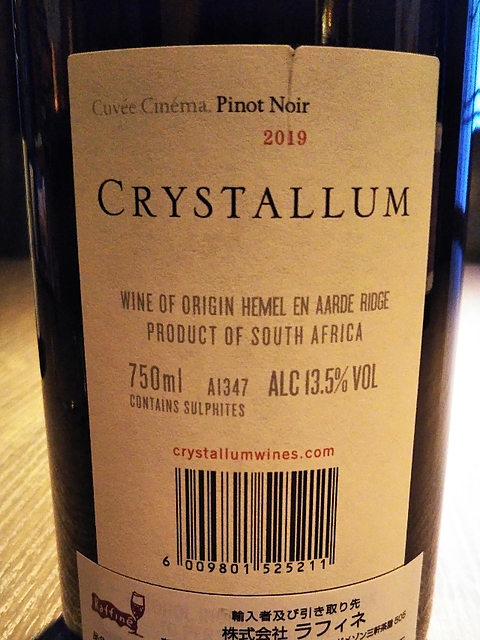 Cuvée Cinéma. Pinot Noir
2019
CRYSTALLUM
WINE OF ORIGIN HEMEL EN AARDE RIDGE
PRODUCT OF SOUTH AFRICA
750ml A1347 ALC 13.5% VOL
CONTAINS SULPHITES
crystallumwines.com
6 009801 525211
Raffiné
輸入者及び引き取り先
株式会社 ラフィネ